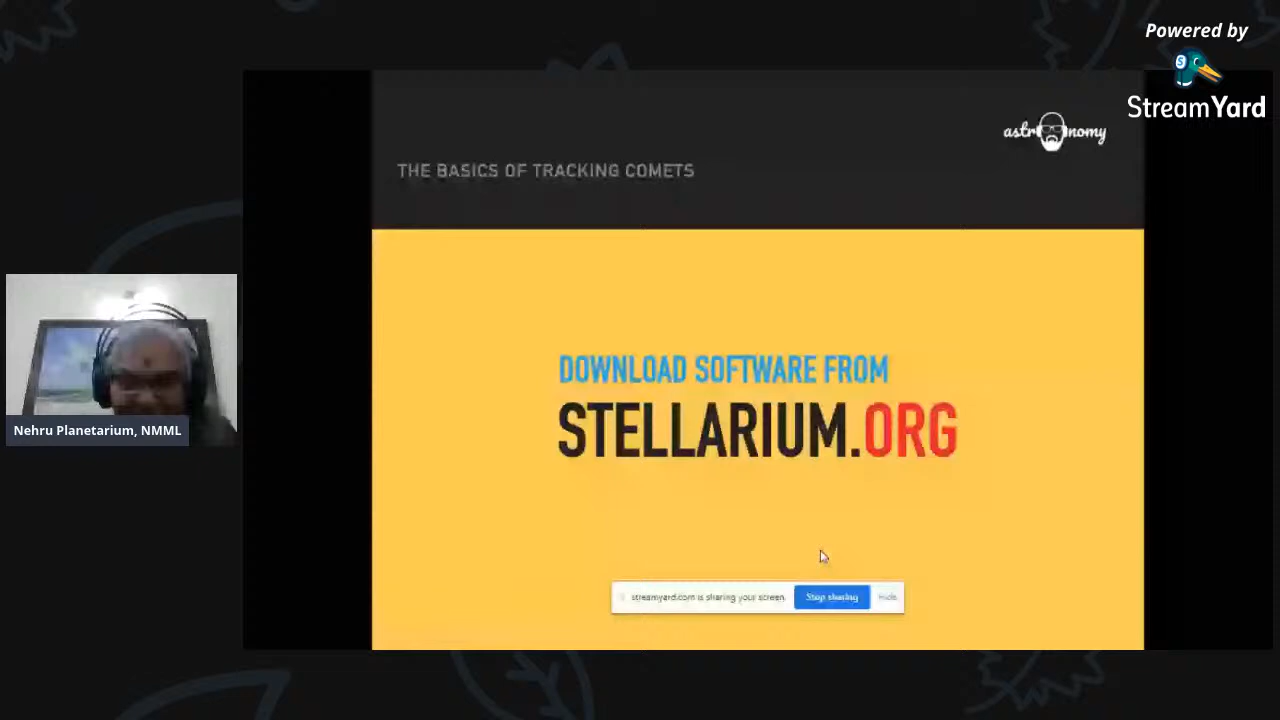 Powered by
StreamYard
astronomy
THE BASICS OF TRACKING COMETS
DOWNLOAD SOFTWARE FROM
STELLARIUM.ORG
Nehru Planetarium, NMML
streamyard.com is sharing your screen.
Stop sharing
Hide